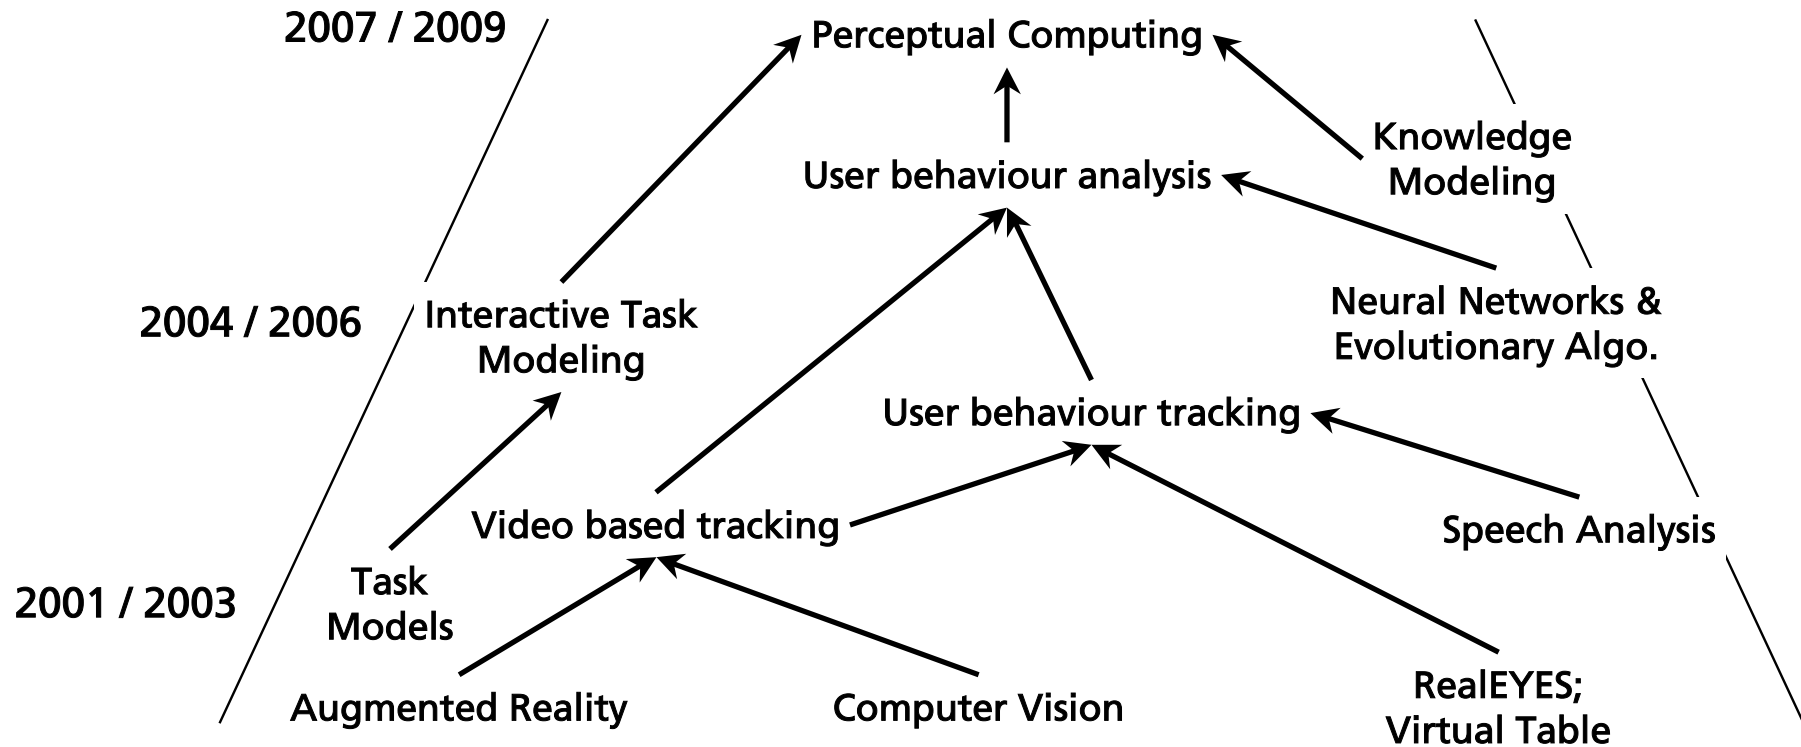 2007 / 2009
Perceptual Computing
Knowledge
Modeling
User behaviour analysis
2004 / 2006
Interactive Task
Modeling
Neural Networks &
Evolutionary Algo.
User behaviour tracking
Video based tracking
Speech Analysis
2001 / 2003
Task
Models
Augmented Reality
Computer Vision
RealEYES;
Virtual Table